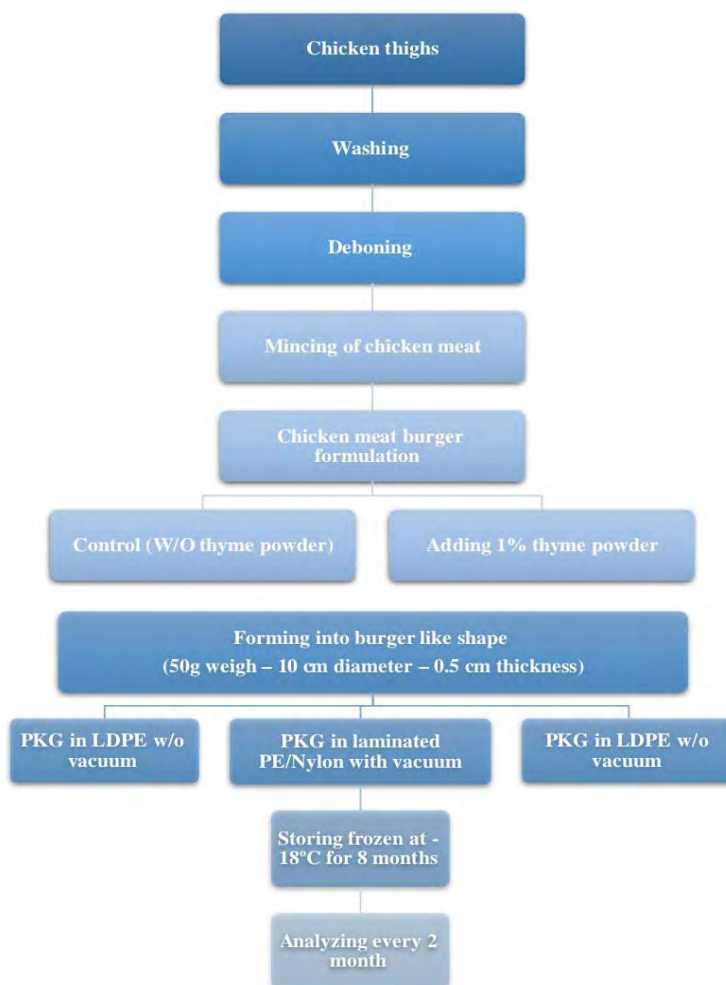 Chicken thighs
Washing
Deboning
Mincing of chicken meat
Chicken meat burger
formulation
Control (W/O thyme powder)
Adding 1% thyme powder
Forming into burger like shape
(50g weigh – 10 cm diameter – 0.5 cm thickness)
PKG in LDPE w/o
vacuum
PKG in laminated
PE/Nylon with vacuum
PKG in LDPE w/o
vacuum
Storing frozen at -
18ºC for 8 months
Analyzing every 2
month